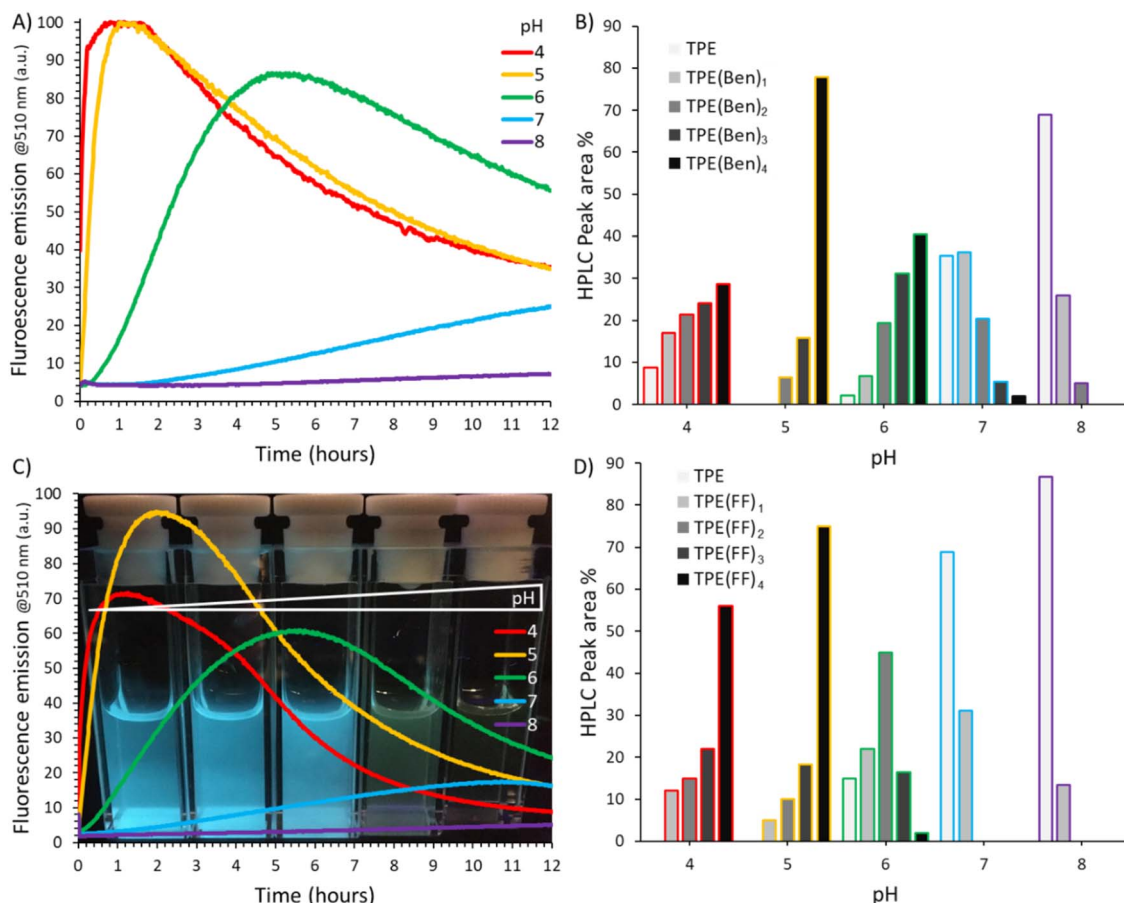 A)
Fluroescence emission @510 nm (a.u.)
100
90
80
70
60
50
40
30
20
10
0
pH
4
5
6
7
8
0 1 2 3 4 5 6 7 8 9 10 11 12
Time (hours)
B)
HPLC Peak area %
90
80
70
60
50
40
30
20
10
0
TPE
TPE(Ben)1
TPE(Ben)2
TPE(Ben)3
TPE(Ben)4
4 5 6 7 8
pH
C)
Fluorescence emission @510 nm (a.u.)
100
90
80
70
60
50
40
30
20
10
0
pH
4
5
6
7
8
0 1 2 3 4 5 6 7 8 9 10 11 12
Time (hours)
D)
HPLC Peak area %
90
80
70
60
50
40
30
20
10
0
TPE
TPE(FF)1
TPE(FF)2
TPE(FF)3
TPE(FF)4
4 5 6 7 8
pH